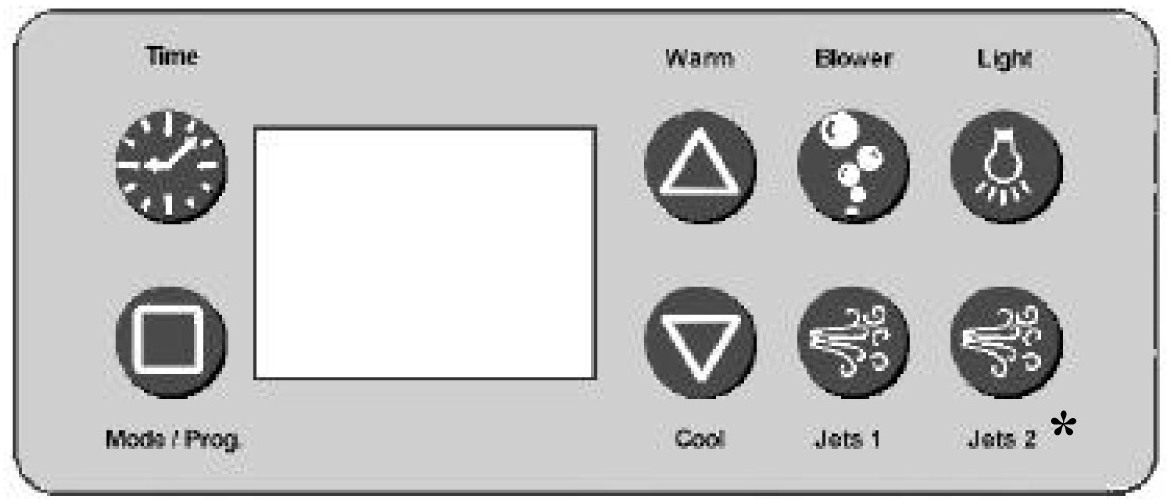 Time
Warm
Blower
Light
Mode / Prog.
Cool
Jets 1
Jets 2 *